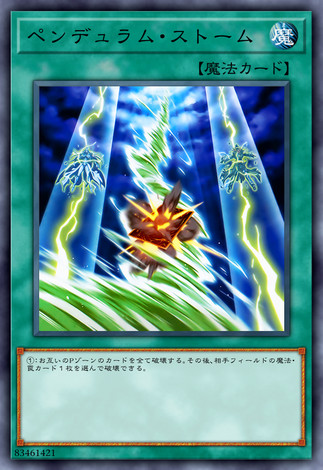 ペンデュラム・ストーム
魔
【魔法カード】
①:お互いのPゾーンのカードを全て破壊する。その後、相手フィールドの魔法・
罠カード１枚を選んで破壊できる。
83461421